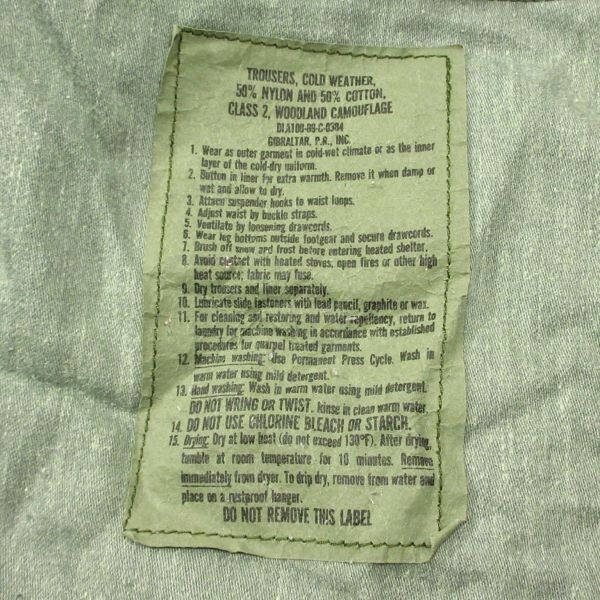 TROUSERS, COLD WEATHER,
50% NYLON AND 50% COTTON,
CLASS 2, WOODLAND CAMOUFLAGE
DLA100-89-C-0384
GIBRALTAR, P.R., INC.
1. Wear as outer garment in cold-wet climate or as the inner
layer of the cold-dry uniform.
2. Button in liner for extra warmth. Remove it when damp or
wet and allow to dry.
3. Attach suspender hooks to waist loops.
4. Adjust waist by buckle straps.
5. Ventilate by loosening drawcords.
6. Wear leg bottoms outside footgear and secure drawcords.
7. Brush off snow and frost before entering heated shelter.
8. Avoid contact with heated stoves, open fires or other high
heat source; fabric may fuse.
9. Dry trousers and liner separately.
10. Lubricate slide fasteners with lead pencil, graphite or wax.
11. For cleaning and restoring and water repellency, return to
laundry for machine washing in accordance with established
procedures for quarpel treated garments.
12. Machine washing: Use Permanent Press Cycle. Wash in
warm water using mild detergent.
13. Hand washing: Wash in warm water using mild detergent.
DO NOT WRING OR TWIST. Rinse in clean warm water.
14. DO NOT USE CHLORINE BLEACH OR STARCH.
15. Drying: Dry at low heat (do not exceed 130°F). After drying,
tumble at room temperature for 10 minutes. Remove
immediately from dryer. To drip dry, remove from water and
place on a rustproof hanger.
DO NOT REMOVE THIS LABEL